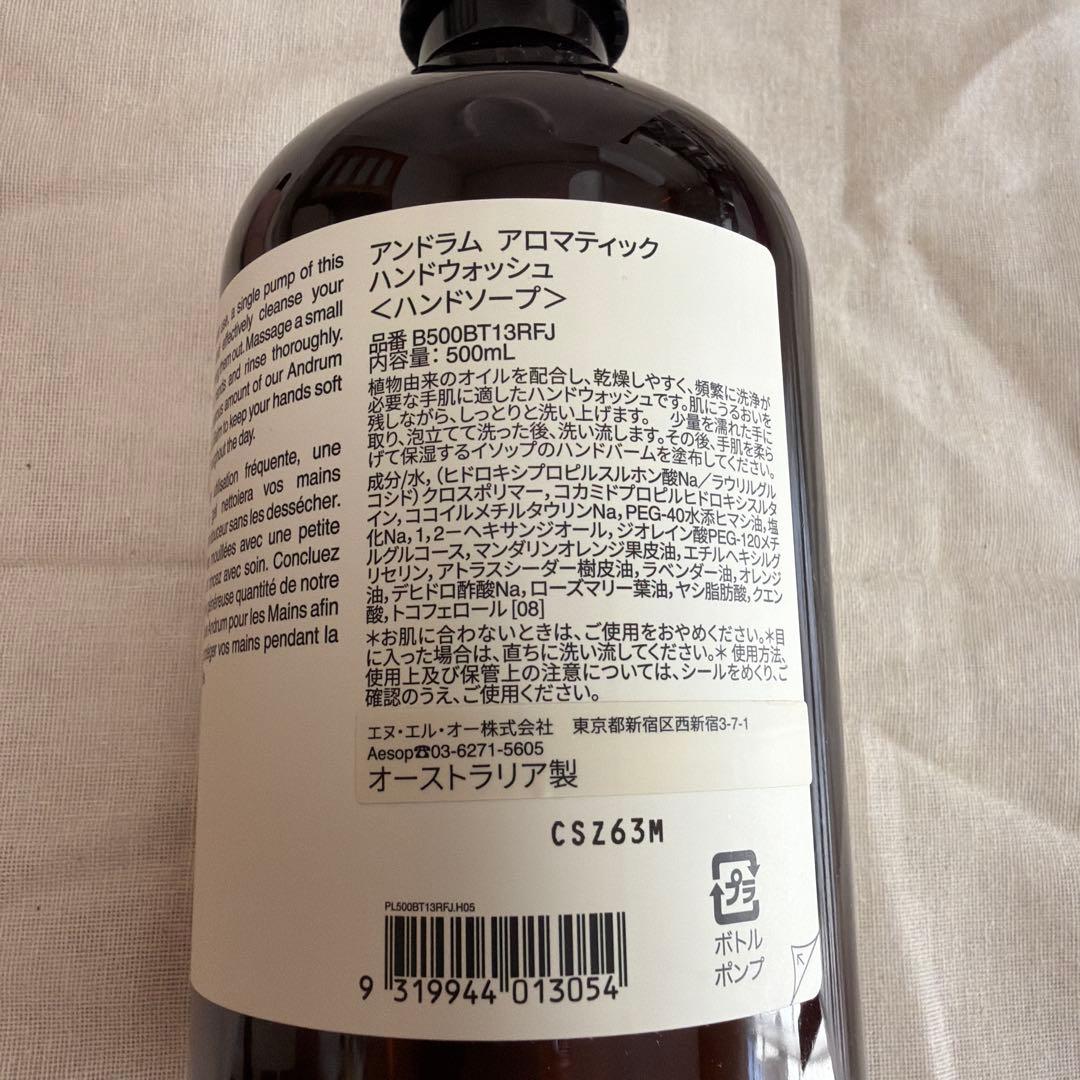 a single pump of this
effectively cleanse your
them out. Massage a small
and rinse thoroughly.
amount of our Andrum
to keep your hands soft
the day.
utilisation fréquente, une
gel nettoiera vos mains
douceur sans les dessécher.
mouillées avec une petite
rincez avec soin. Concluez
généreuse quantité de notre
Andrum pour les Mains afin
vos mains pendant la
アンドラム アロマティック
ハンドウォッシュ
<ハンドソープ>
品番 B500BT13RFJ
内容量：500mL
植物由来のオイルを配合し、乾燥しやすく、頻繁に洗浄が
必要な手肌に適したハンドウォッシュです。肌にうるおいを
残しながら、しっとりと洗い上げます。 少量を濡れた手に
取り、泡立てて洗った後、洗い流します。その後、手肌を柔ら
げて保湿するイソップのハンドバームを塗布してください。
成分/水, (ヒドロキシプロピルスルホン酸Na／ラウリルグル
コシド) クロスポリマー, コカミドプロピルヒドロキシスルタ
イン, ココイルメチルタウリンNa, PEG-40水添ヒマシ油, 塩
化Na, 1, 2－ヘキサンジオール, ジオレイン酸PEG-120メチ
ルグルコース, マンダリンオレンジ果皮油, エチルヘキシルグ
リセリン, アトラスシーダー樹皮油, ラベンダー油, オレンジ
油, デヒドロ酢酸Na, ローズマリー葉油, ヤシ脂肪酸, クエン
酸, トコフェロール [08]
＊お肌に合わないときは、ご使用をおやめください。＊目
に入った場合は、直ちに洗い流してください。＊ 使用方法、
使用上及び保管上の注意については、シールをめくり、ご
確認のうえ、ご使用ください。
エヌ・エル・オー株式会社 東京都新宿区西新宿3-7-1
Aesop☎03-6271-5605
オーストラリア製
CSZ63M
PL500BT13RFJ.H05
プラ
ボトル
ポンプ
9 319944 013054